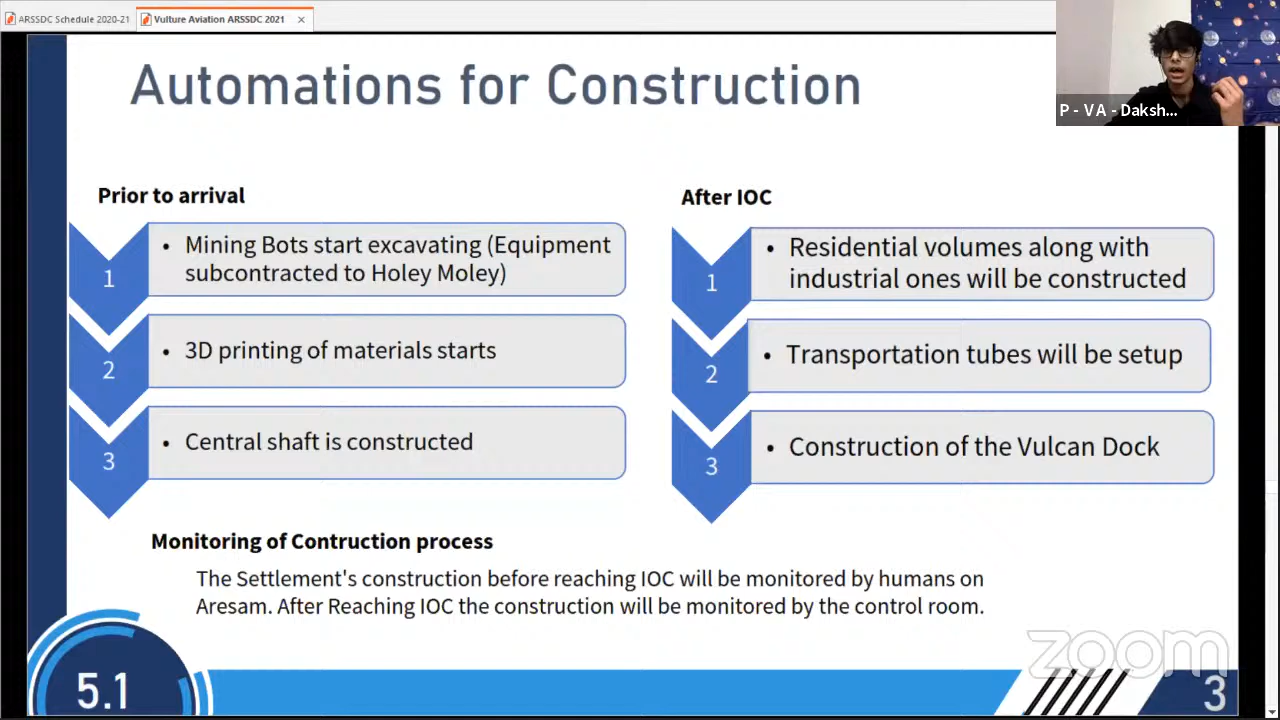 ARSSDC Schedule 2020-21
Vulture Aviation ARSSDC 2021
Automations for Construction
P - V A - Daksh...
Prior to arrival
1
• Mining Bots start excavating (Equipment
subcontracted to Holey Moley)
2
• 3D printing of materials starts
3
• Central shaft is constructed
After IOC
1
• Residential volumes along with
industrial ones will be constructed
2
• Transportation tubes will be setup
3
• Construction of the Vulcan Dock
Monitoring of Contruction process
The Settlement's construction before reaching IOC will be monitored by humans on
Aresam. After Reaching IOC the construction will be monitored by the control room.
zoom
5.1
3